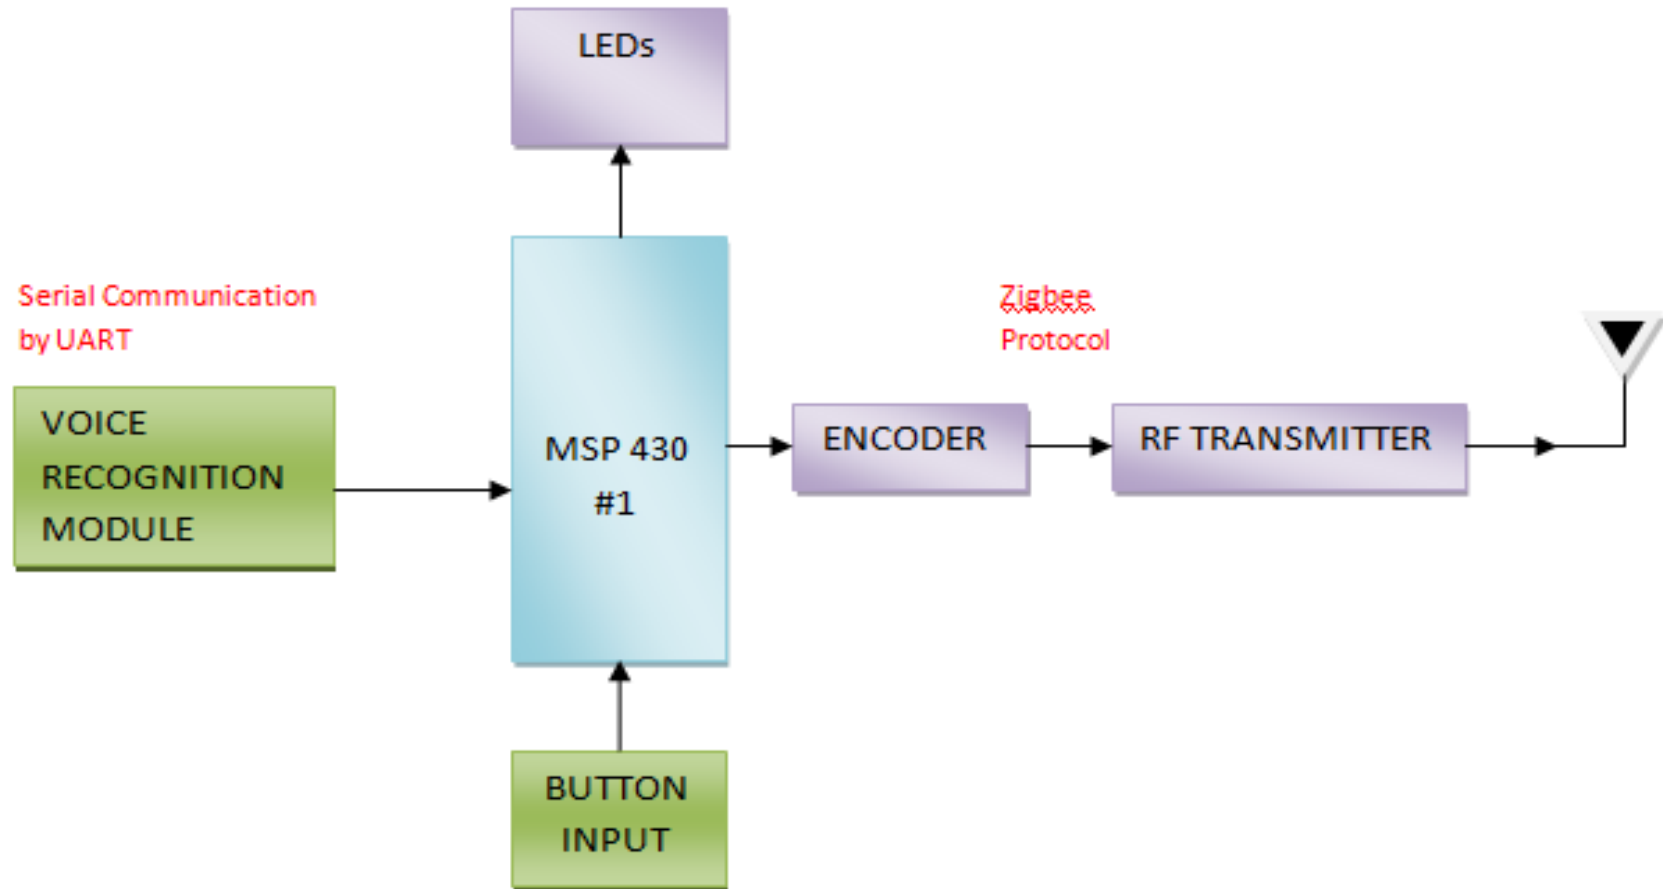 LEDs
Serial Communication
by UART
Zigbee
Protocol
VOICE
RECOGNITION
MODULE
MSP 430
#1
ENCODER
RF TRANSMITTER
BUTTON
INPUT